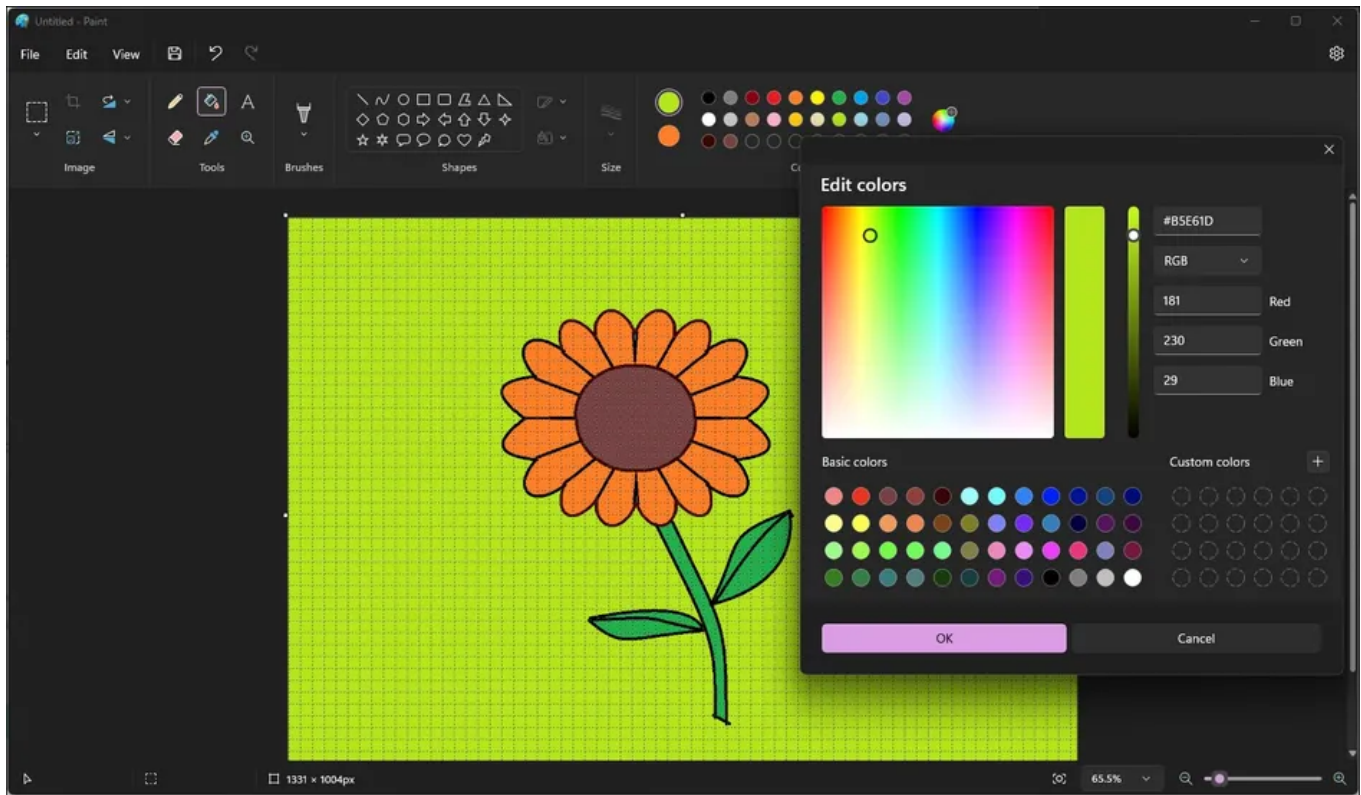 Untitled - Paint
File Edit View
Image Tools Brushes Shapes Size
Edit colors
#B5E61D
RGB
181 Red
230 Green
29 Blue
Basic colors Custom colors
OK Cancel
1331 × 1004px 65.5%